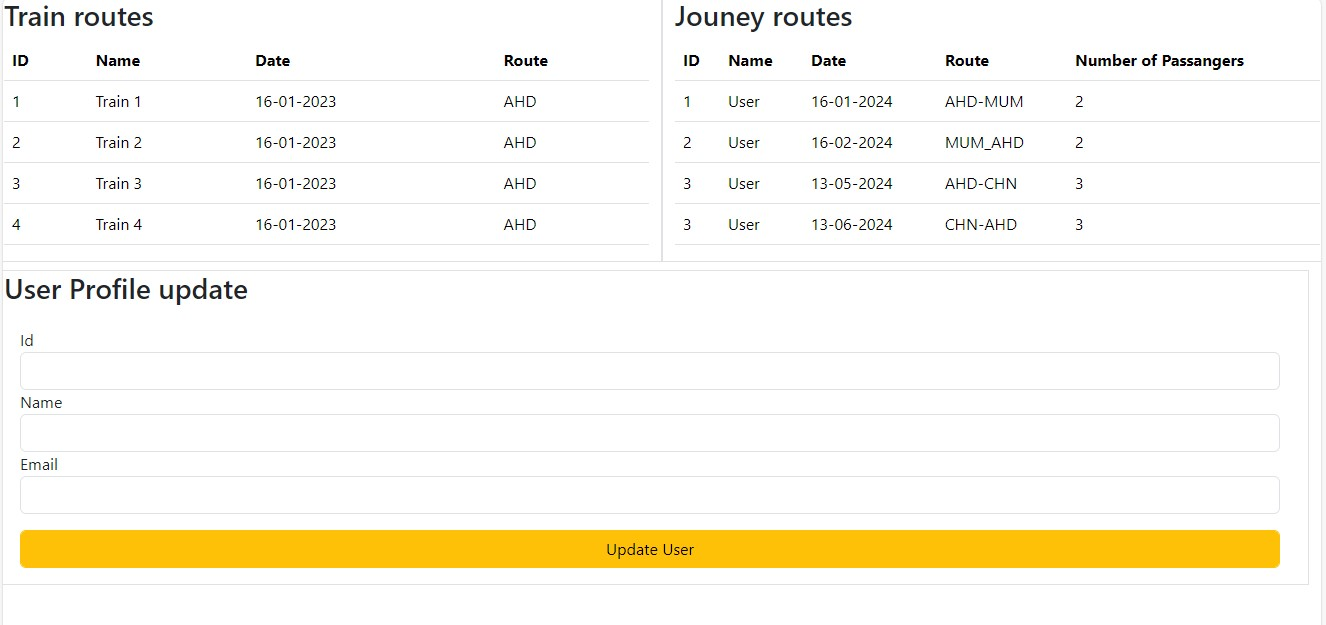 Train routes
ID Name Date Route
1 Train 1 16-01-2023 AHD
2 Train 2 16-01-2023 AHD
3 Train 3 16-01-2023 AHD
4 Train 4 16-01-2023 AHD
Jouney routes
ID Name Date Route Number of Passangers
1 User 16-01-2024 AHD-MUM 2
2 User 16-02-2024 MUM_AHD 2
3 User 13-05-2024 AHD-CHN 3
3 User 13-06-2024 CHN-AHD 3
User Profile update
Id
Name
Email
Update User